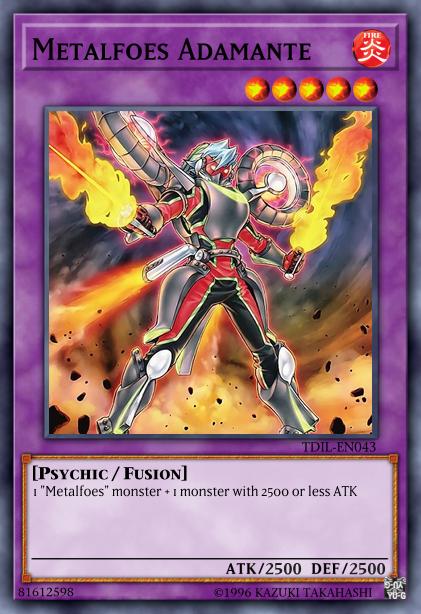 Metalfoes Adamante
FIRE
炎
TDIL-EN043
[Psychic / Fusion]
1 "Metalfoes" monster + 1 monster with 2500 or less ATK
ATK/2500 DEF/2500
81612598
©1996 KAZUKI TAKAHASHI